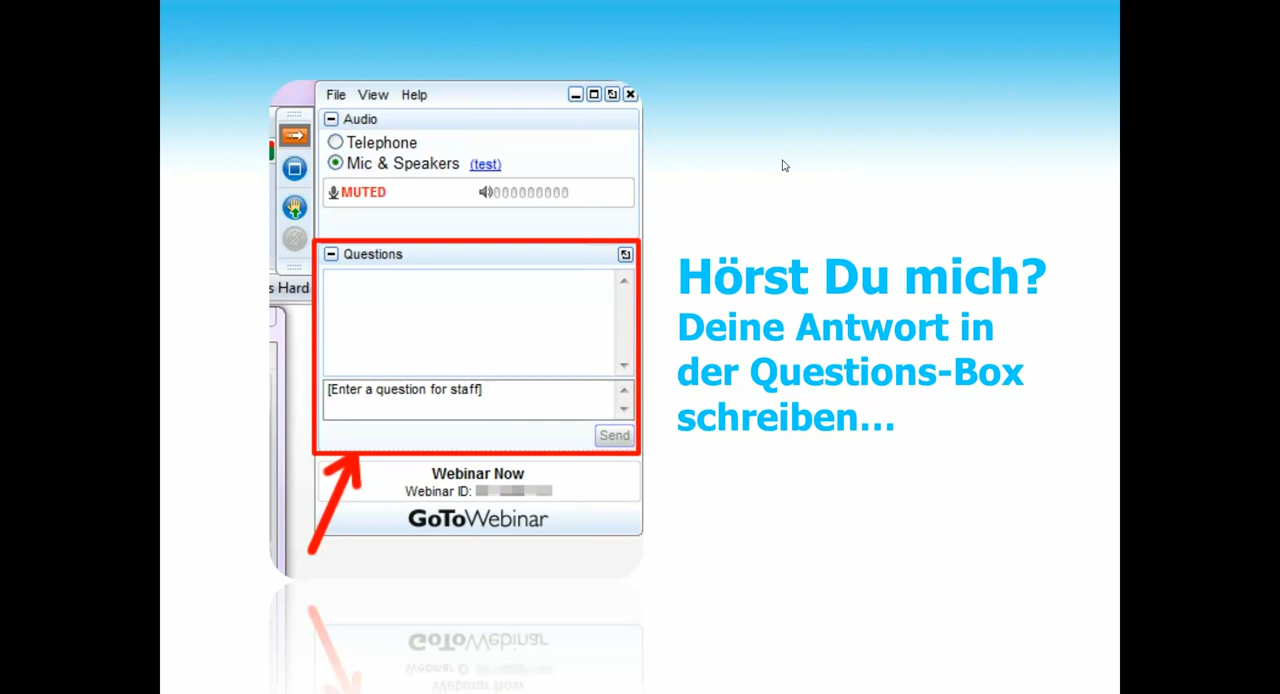 File View Help
Audio
Telephone
Mic & Speakers (test)
MUTED
Questions
s Hard
[Enter a question for staff]
Send
Webinar Now
Webinar ID:
GoToWebinar
Hörst Du mich?
Deine Antwort in
der Questions-Box
schreiben...